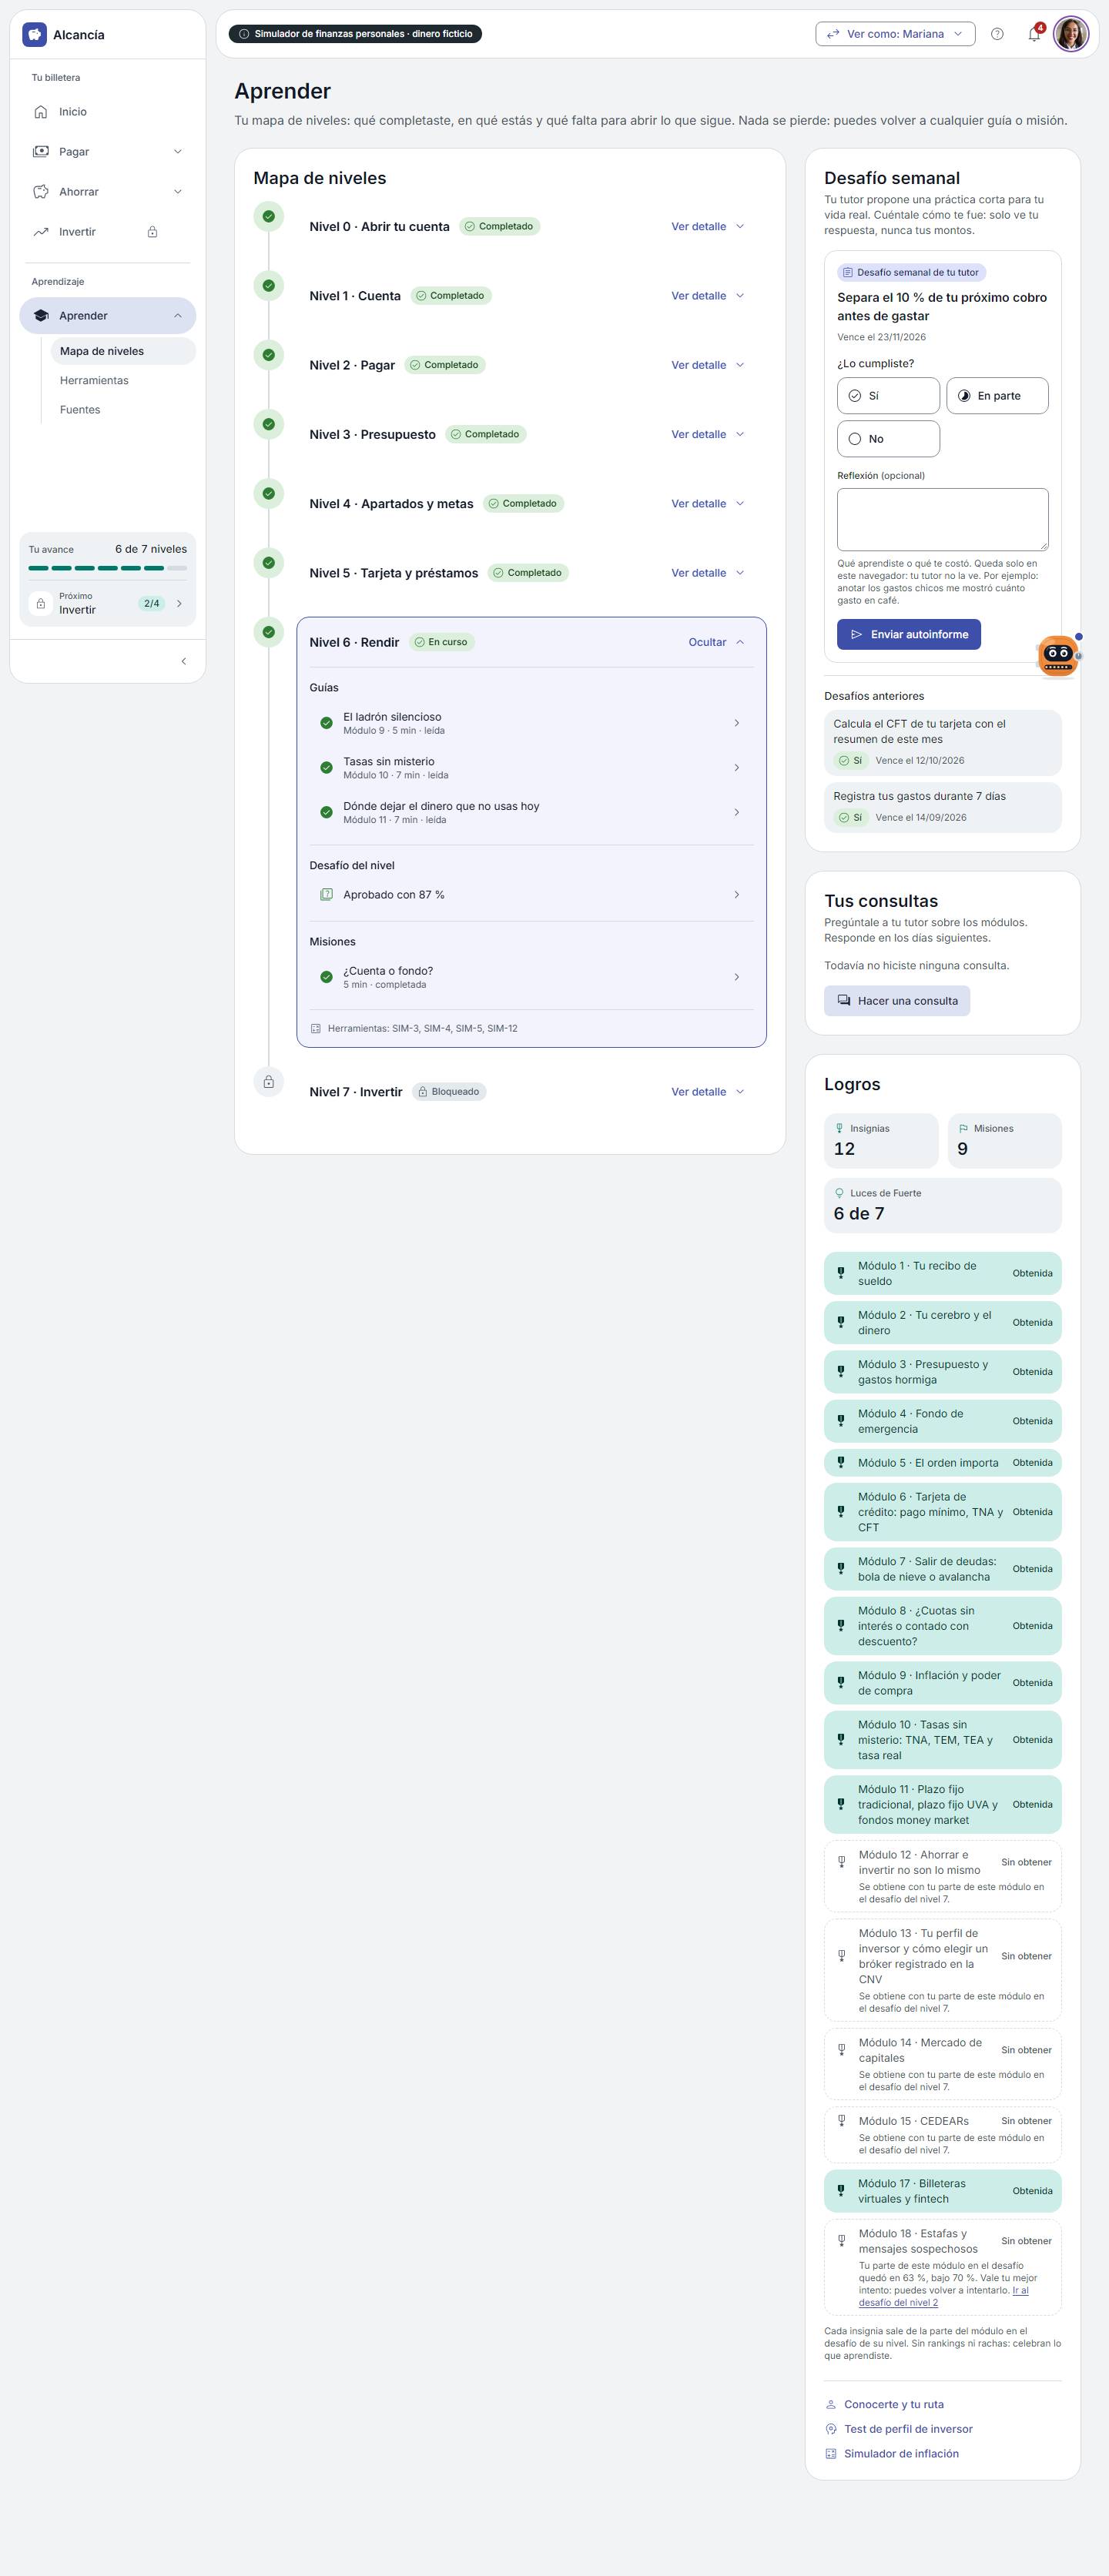 Alcancía
Tu billetera
Inicio
Pagar
Ahorrar
Invertir
Aprendizaje
Aprender
Mapa de niveles
Herramientas
Fuentes
Tu avance
6 de 7 niveles
Próximo
Invertir
2/4
Simulador de finanzas personales · dinero ficticio
Ver como: Mariana
4
Aprender
Tu mapa de niveles: qué completaste, en qué estás y qué falta para abrir lo que sigue. Nada se pierde: puedes volver a cualquier guía o misión.
Mapa de niveles
Nivel 0 · Abrir tu cuenta
Completado
Ver detalle
Nivel 1 · Cuenta
Completado
Ver detalle
Nivel 2 · Pagar
Completado
Ver detalle
Nivel 3 · Presupuesto
Completado
Ver detalle
Nivel 4 · Apartados y metas
Completado
Ver detalle
Nivel 5 · Tarjeta y préstamos
Completado
Ver detalle
Nivel 6 · Rendir
En curso
Ocultar
Guías
El ladrón silencioso
Módulo 9 · 5 min · leída
Tasas sin misterio
Módulo 10 · 7 min · leída
Dónde dejar el dinero que no usas hoy
Módulo 11 · 7 min · leída
Desafío del nivel
Aprobado con 87 %
Misiones
¿Cuenta o fondo?
5 min · completada
Herramientas: SIM-3, SIM-4, SIM-5, SIM-12
Nivel 7 · Invertir
Bloqueado
Ver detalle
Desafío semanal
Tu tutor propone una práctica corta para tu
vida real. Cuéntale cómo te fue: solo ve tu
respuesta, nunca tus montos.
Desafío semanal de tu tutor
Separa el 10 % de tu próximo cobro
antes de gastar
Vence el 23/11/2026
¿Lo cumpliste?
Sí
En parte
No
Reflexión (opcional)
Qué aprendiste o qué te costó. Queda solo en
este navegador: tu tutor no la ve. Por ejemplo:
anotar los gastos chicos me mostró cuánto
gasto en café.
Enviar autoinforme
Desafíos anteriores
Calcula el CFT de tu tarjeta con el
resumen de este mes
Sí
Vence el 12/10/2026
Registra tus gastos durante 7 días
Sí
Vence el 14/09/2026
Tus consultas
Pregúntale a tu tutor sobre los módulos.
Responde en los días siguientes.
Todavía no hiciste ninguna consulta.
Hacer una consulta
Logros
Insignias
12
Misiones
9
Luces de Fuerte
6 de 7
Módulo 1 · Tu recibo de
sueldo
Obtenida
Módulo 2 · Tu cerebro y el
dinero
Obtenida
Módulo 3 · Presupuesto y
gastos hormiga
Obtenida
Módulo 4 · Fondo de
emergencia
Obtenida
Módulo 5 · El orden importa
Obtenida
Módulo 6 · Tarjeta de
crédito: pago mínimo, TNA y
CFT
Obtenida
Módulo 7 · Salir de deudas:
bola de nieve o avalancha
Obtenida
Módulo 8 · ¿Cuotas sin
interés o contado con
descuento?
Obtenida
Módulo 9 · Inflación y poder
de compra
Obtenida
Módulo 10 · Tasas sin
misterio: TNA, TEM, TEA y
tasa real
Obtenida
Módulo 11 · Plazo fijo
tradicional, plazo fijo UVA y
fondos money market
Obtenida
Módulo 12 · Ahorrar e
invertir no son lo mismo
Sin obtener
Se obtiene con tu parte de este módulo en
el desafío del nivel 7.
Módulo 13 · Tu perfil de
inversor y cómo elegir un
bróker registrado en la
CNV
Sin obtener
Se obtiene con tu parte de este módulo en
el desafío del nivel 7.
Módulo 14 · Mercado de
capitales
Sin obtener
Se obtiene con tu parte de este módulo en
el desafío del nivel 7.
Módulo 15 · CEDEARs
Sin obtener
Se obtiene con tu parte de este módulo en
el desafío del nivel 7.
Módulo 17 · Billeteras
virtuales y fintech
Obtenida
Módulo 18 · Estafas y
mensajes sospechosos
Sin obtener
Tu parte de este módulo en el desafío
quedó en 63 %, bajo 70 %. Vale tu mejor
intento: puedes volver a intentarlo. Ir al
desafío del nivel 2
Cada insignia sale de la parte del módulo en el
desafío de su nivel. Sin rankings ni rachas: celebran lo
que aprendiste.
Conocerte y tu ruta
Test de perfil de inversor
Simulador de inflación